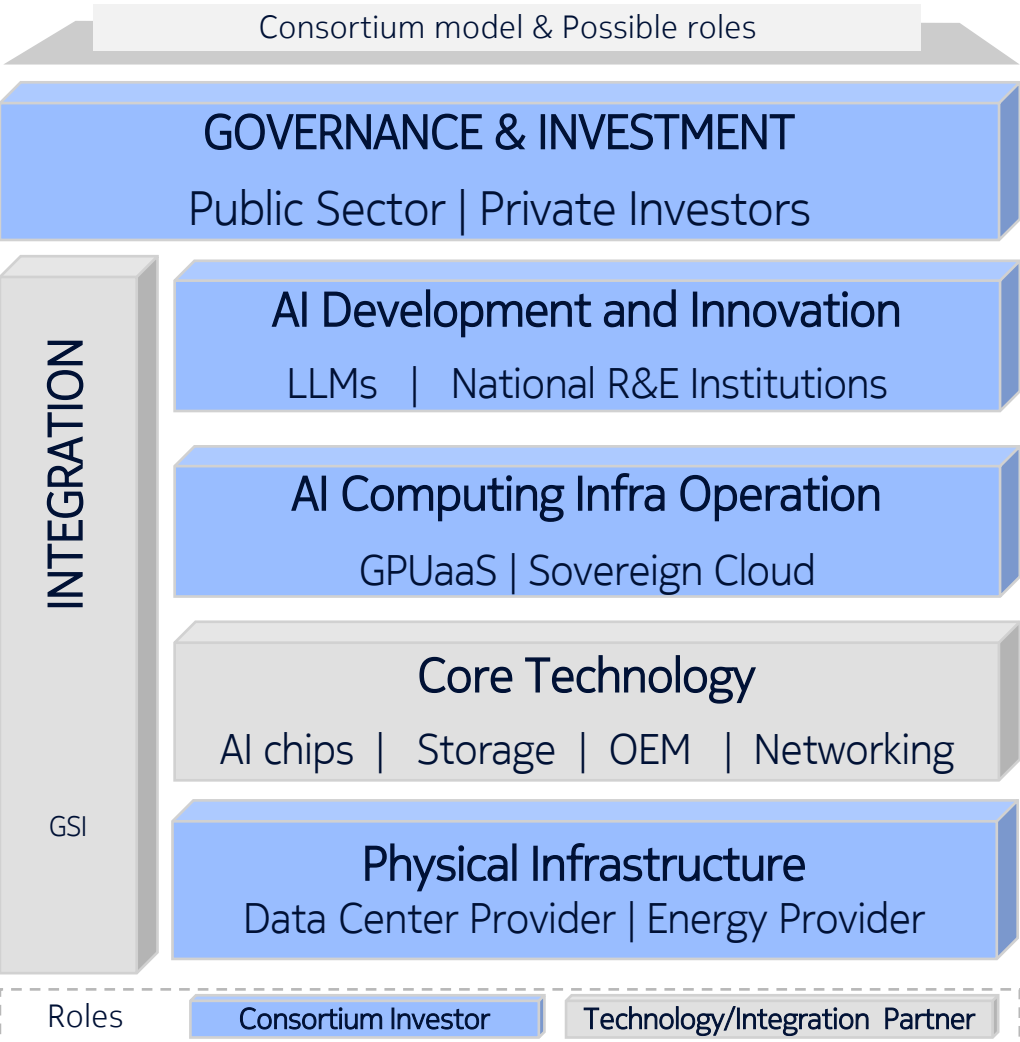 Consortium model & Possible roles
GOVERNANCE & INVESTMENT
Public Sector | Private Investors
INTEGRATION
GSI
AI Development and Innovation
LLMs | National R&E Institutions
AI Computing Infra Operation
GPUaaS | Sovereign Cloud
Core Technology
AI chips | Storage | OEM | Networking
Physical Infrastructure
Data Center Provider | Energy Provider
Roles
Consortium Investor
Technology/Integration Partner